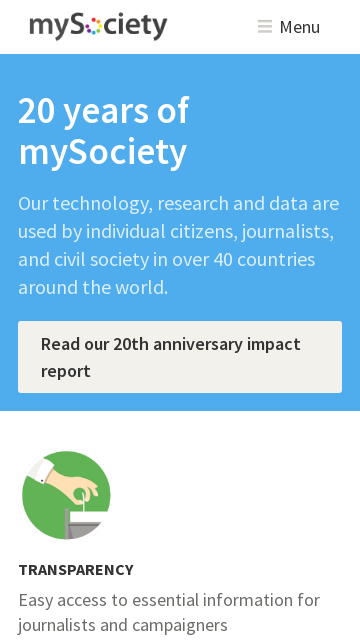 mySociety
Menu
20 years of
mySociety
Our technology, research and data are
used by individual citizens, journalists,
and civil society in over 40 countries
around the world.
Read our 20th anniversary impact
report
TRANSPARENCY
Easy access to essential information for
journalists and campaigners